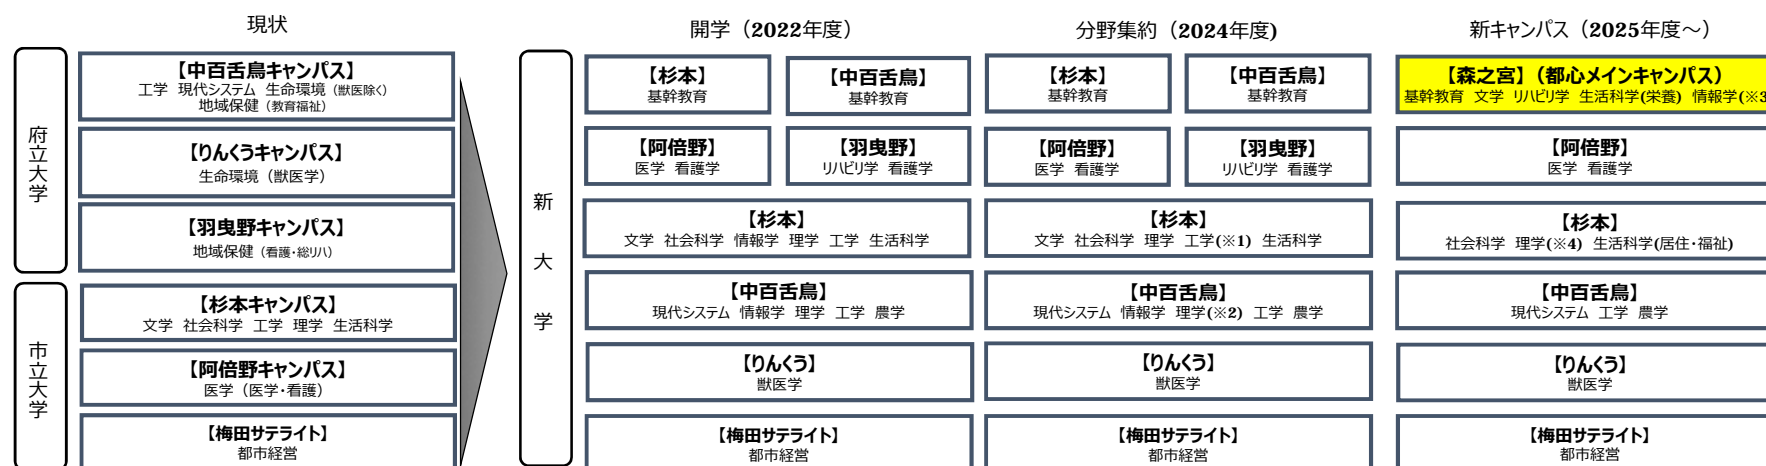 現状
府立大学
【中百舌鳥キャンパス】
工学 現代システム 生命環境（獣医除く）
地域保健（教育福祉）
【りんくうキャンパス】
生命環境（獣医学）
【羽曳野キャンパス】
地域保健（看護・総リハ）
市立大学
【杉本キャンパス】
文学 社会科学 工学 理学 生活科学
【阿倍野キャンパス】
医学（医学・看護）
【梅田サテライト】
都市経営
新大学
開学（2022年度）
【杉本】
基幹教育
【中百舌鳥】
基幹教育
【阿倍野】
医学 看護学
【羽曳野】
リハビリ学 看護学
【杉本】
文学 社会科学 情報学 理学 工学 生活科学
【中百舌鳥】
現代システム 情報学 理学 工学 農学
【りんくう】
獣医学
【梅田サテライト】
都市経営
分野集約（2024年度)
【杉本】
基幹教育
【中百舌鳥】
基幹教育
【阿倍野】
医学 看護学
【羽曳野】
リハビリ学 看護学
【杉本】
文学 社会科学 理学 工学(※1) 生活科学
【中百舌鳥】
現代システム 情報学 理学(※2) 工学 農学
【りんくう】
獣医学
【梅田サテライト】
都市経営
新キャンパス（2025年度～）
【森之宮】（都心メインキャンパス）
基幹教育 文学 リハビリ学 生活科学(栄養) 情報学(※3
【阿倍野】
医学 看護学
【杉本】
社会科学 理学(※4) 生活科学(居住・福祉)
【中百舌鳥】
現代システム 工学 農学
【りんくう】
獣医学
【梅田サテライト】
都市経営